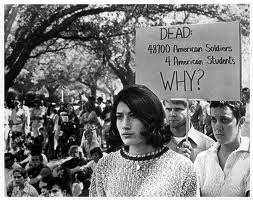 DEAD:
48700 American Soldiers
4 American Students
WHY?